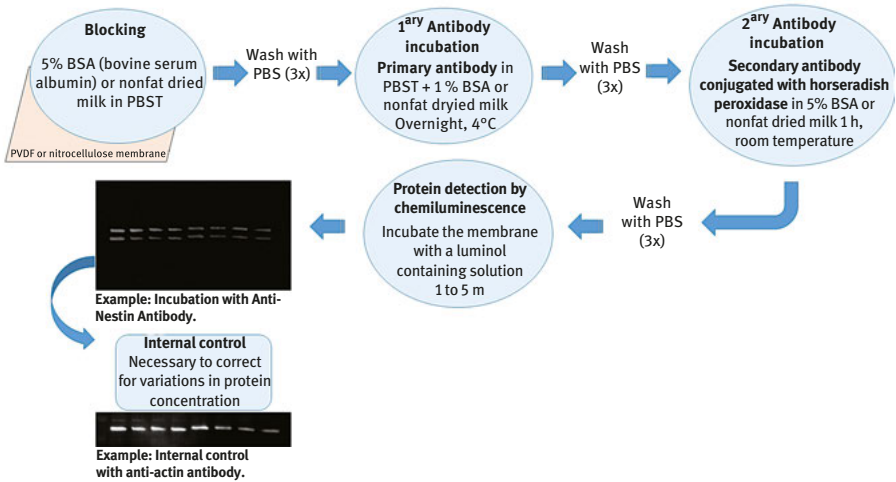 Blocking
5% BSA (bovine serum
albumin) or nonfat dried
milk in PBST
PVDF or nitrocellulose membrane
Wash with
PBS (3x)
1ary Antibody
incubation
Primary antibody in
PBST + 1 % BSA or
nonfat dryied milk
Overnight, 4°C
Wash
with PBS
(3x)
2ary Antibody
incubation
Secondary antibody
conjugated with horseradish
peroxidase in 5% BSA or
nonfat dried milk 1 h,
room temperature
Wash
with PBS
(3x)
Protein detection by
chemiluminescence
Incubate the membrane
with a luminol
containing solution
1 to 5 m
Example: Incubation with Anti-
Nestin Antibody.
Internal control
Necessary to correct
for variations in protein
concentration
Example: Internal control
with anti-actin antibody.